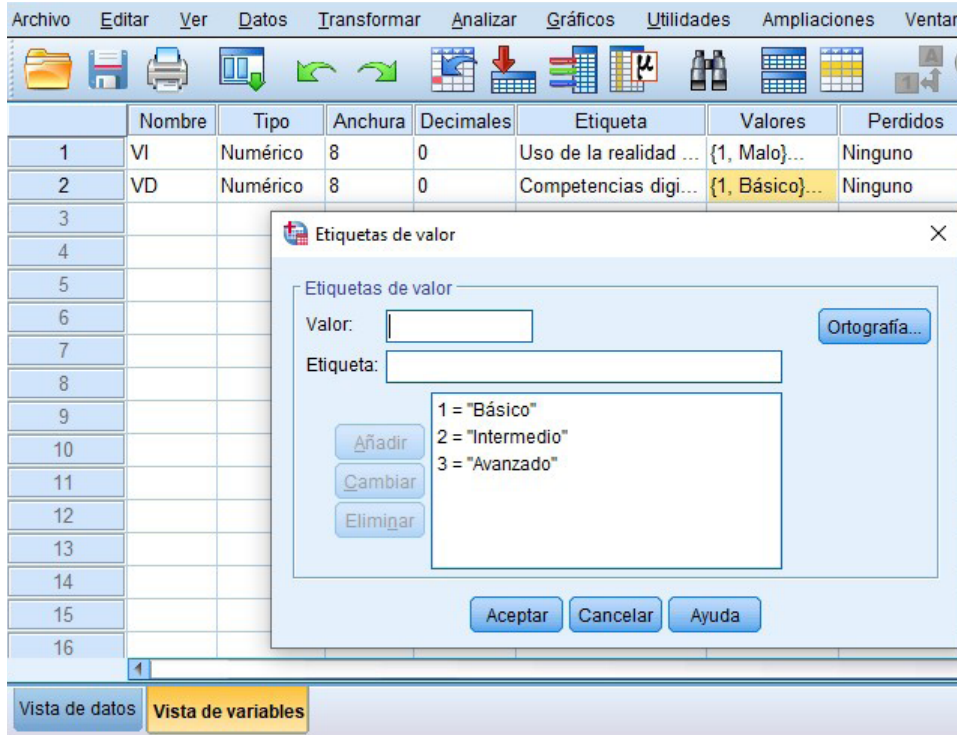 Archivo Editar Ver Datos Transformar Analizar Gráficos Utilidades Ampliaciones Ventar
Nombre Tipo Anchura Decimales Etiqueta Valores Perdidos
1 VI Numérico 8 0 Uso de la realidad ... {1, Malo}... Ninguno
2 VD Numérico 8 0 Competencias digi... {1, Básico}... Ninguno
3
4
5
6
7
8
9
10
11
12
13
14
15
16
Etiquetas de valor
Etiquetas de valor
Valor:
Ortografía...
Etiqueta:
1 = "Básico"
2 = "Intermedio"
3 = "Avanzado"
Añadir
Cambiar
Eliminar
Aceptar Cancelar Ayuda
Vista de datos Vista de variables